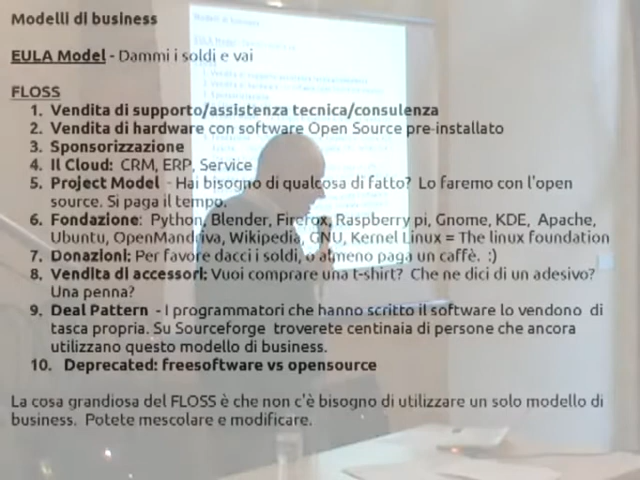 Modelli di business
EULA Model - Dammi i soldi e vai
FLOSS
1. Vendita di supporto/assistenza tecnica/consulenza
2. Vendita di hardware con software Open Source pre-installato
3. Sponsorizzazione
4. Il Cloud: CRM, ERP, Service
5. Project Model - Hai bisogno di qualcosa di fatto? Lo faremo con l'open
source. Si paga il tempo.
6. Fondazione: Python, Blender, Firefox, Raspberry pi, Gnome, KDE, Apache,
Ubuntu, OpenMandriva, Wikipedia, GNU, Kernel Linux = The linux foundation
7. Donazioni: Per favore dacci i soldi, o almeno paga un caffè. :)
8. Vendita di accessori: Vuoi comprare una t-shirt? Che ne dici di un adesivo?
Una penna?
9. Deal Pattern - I programmatori che hanno scritto il software lo vendono di
tasca propria. Su Sourceforge troverete centinaia di persone che ancora
utilizzano questo modello di business.
10. Deprecated: freesoftware vs opensource
La cosa grandiosa del FLOSS è che non c'è bisogno di utilizzare un solo modello di
business. Potete mescolare e modificare.
Modelli di business